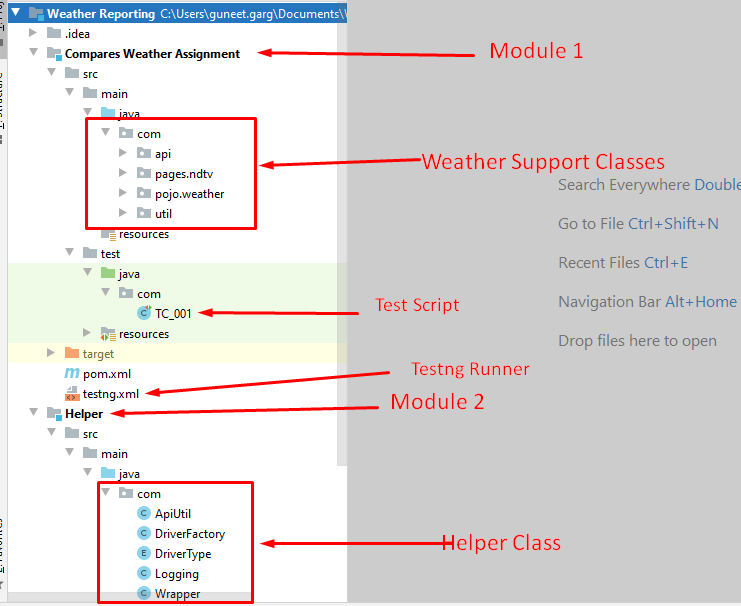 Weather Reporting C:\Users\guneet.garg\Documents\
.idea
Compares Weather Assignment
Module 1
src
main
java
com
api
Weather Support Classes
pages.ndtv
Search Everywhere Double
pojo.weather
util
Go to File Ctrl+Shift+N
resources
test
Recent Files Ctrl+E
java
com
Navigation Bar Alt+Home
Test Script
TC_001
resources
Drop files here to open
target
Testng Runner
pom.xml
testng.xml
Module 2
Helper
src
main
java
com
ApiUtil
DriverFactory
Helper Class
DriverType
Logging
Wrapper